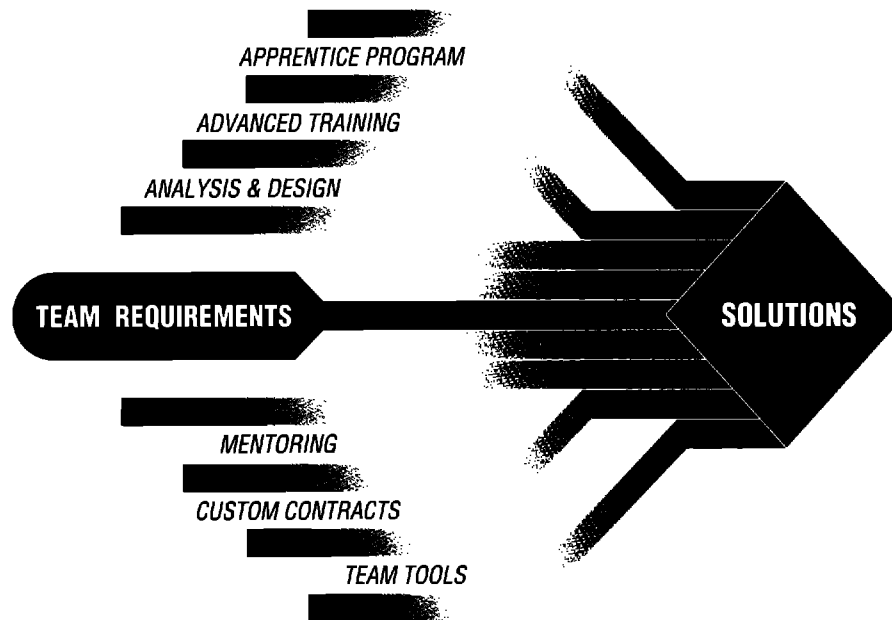 APPRENTICE PROGRAM
ADVANCED TRAINING
ANALYSIS & DESIGN
TEAM REQUIREMENTS
SOLUTIONS
MENTORING
CUSTOM CONTRACTS
TEAM TOOLS